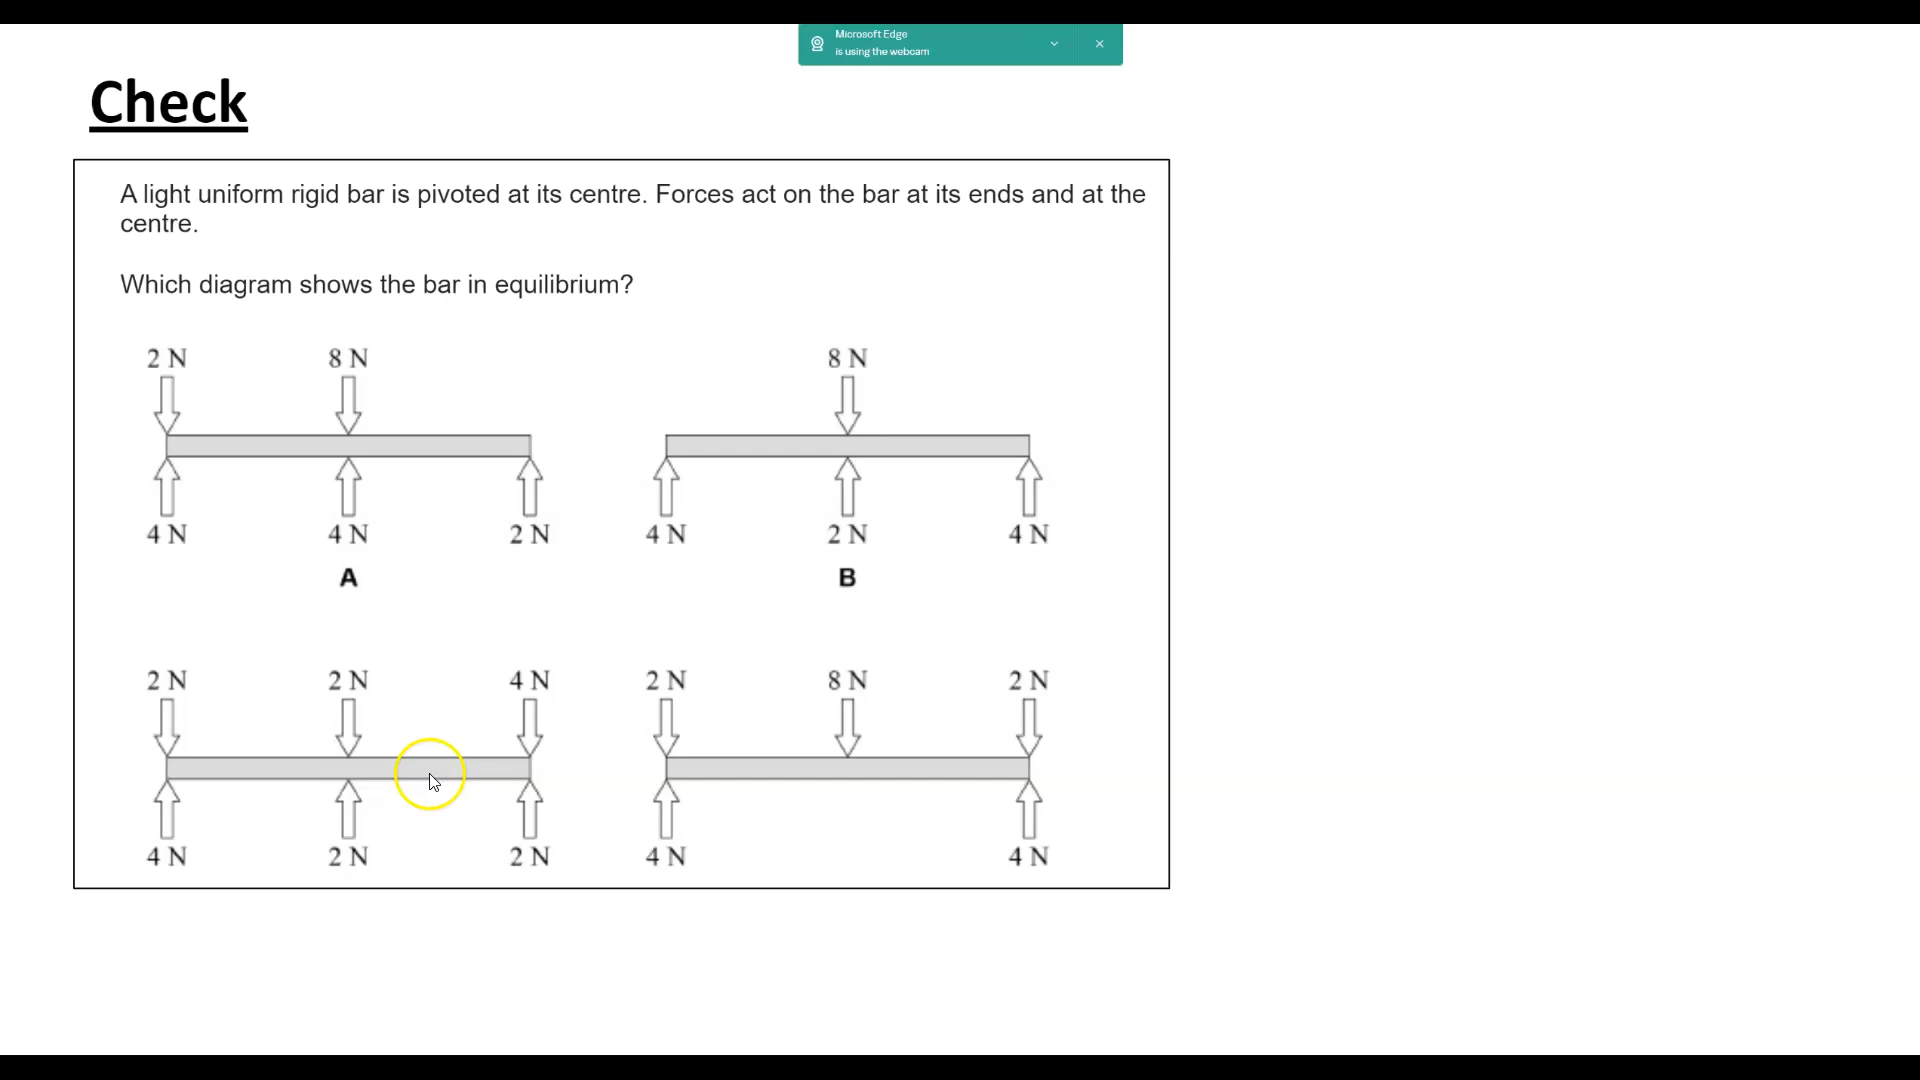 Microsoft Edge
is using the webcam
Check
A light uniform rigid bar is pivoted at its centre. Forces act on the bar at its ends and at the
centre.
Which diagram shows the bar in equilibrium?
2 N 8 N
4 N 4 N 2 N
A
8 N
4 N 2 N 4 N
B
2 N 2 N 4 N
4 N 2 N 2 N
2 N 8 N 2 N
4 N 4 N